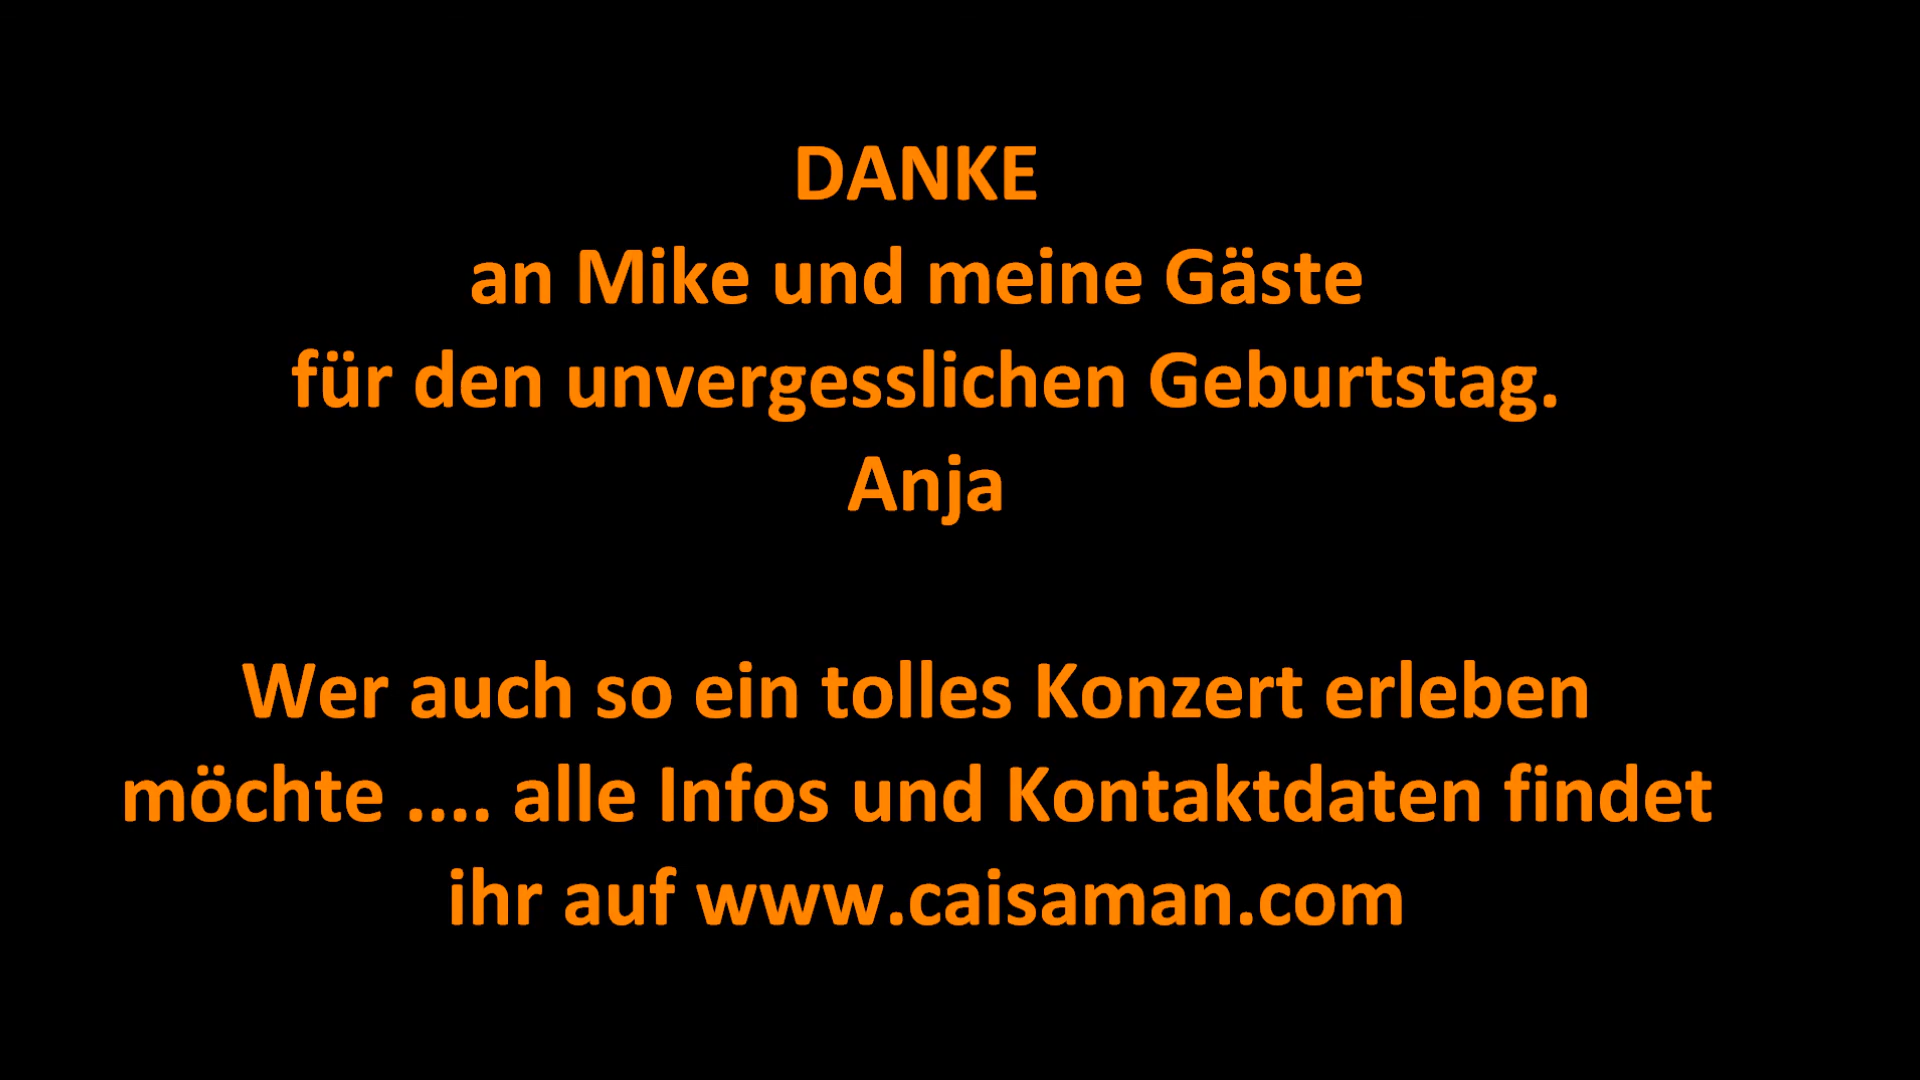 DANKE
an Mike und meine Gäste
für den unvergesslichen Geburtstag.
Anja
Wer auch so ein tolles Konzert erleben
möchte .... alle Infos und Kontaktdaten findet
ihr auf www.caisaman.com